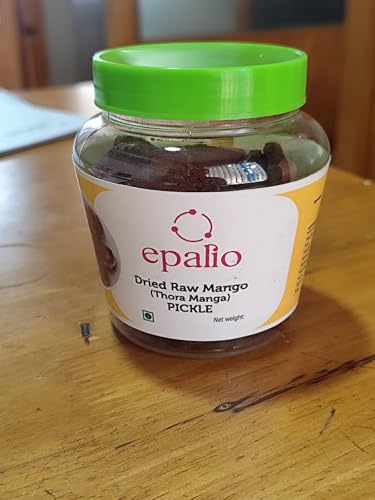 epalio
Dried Raw Mango
(Thora Manga)
PICKLE
Net weight